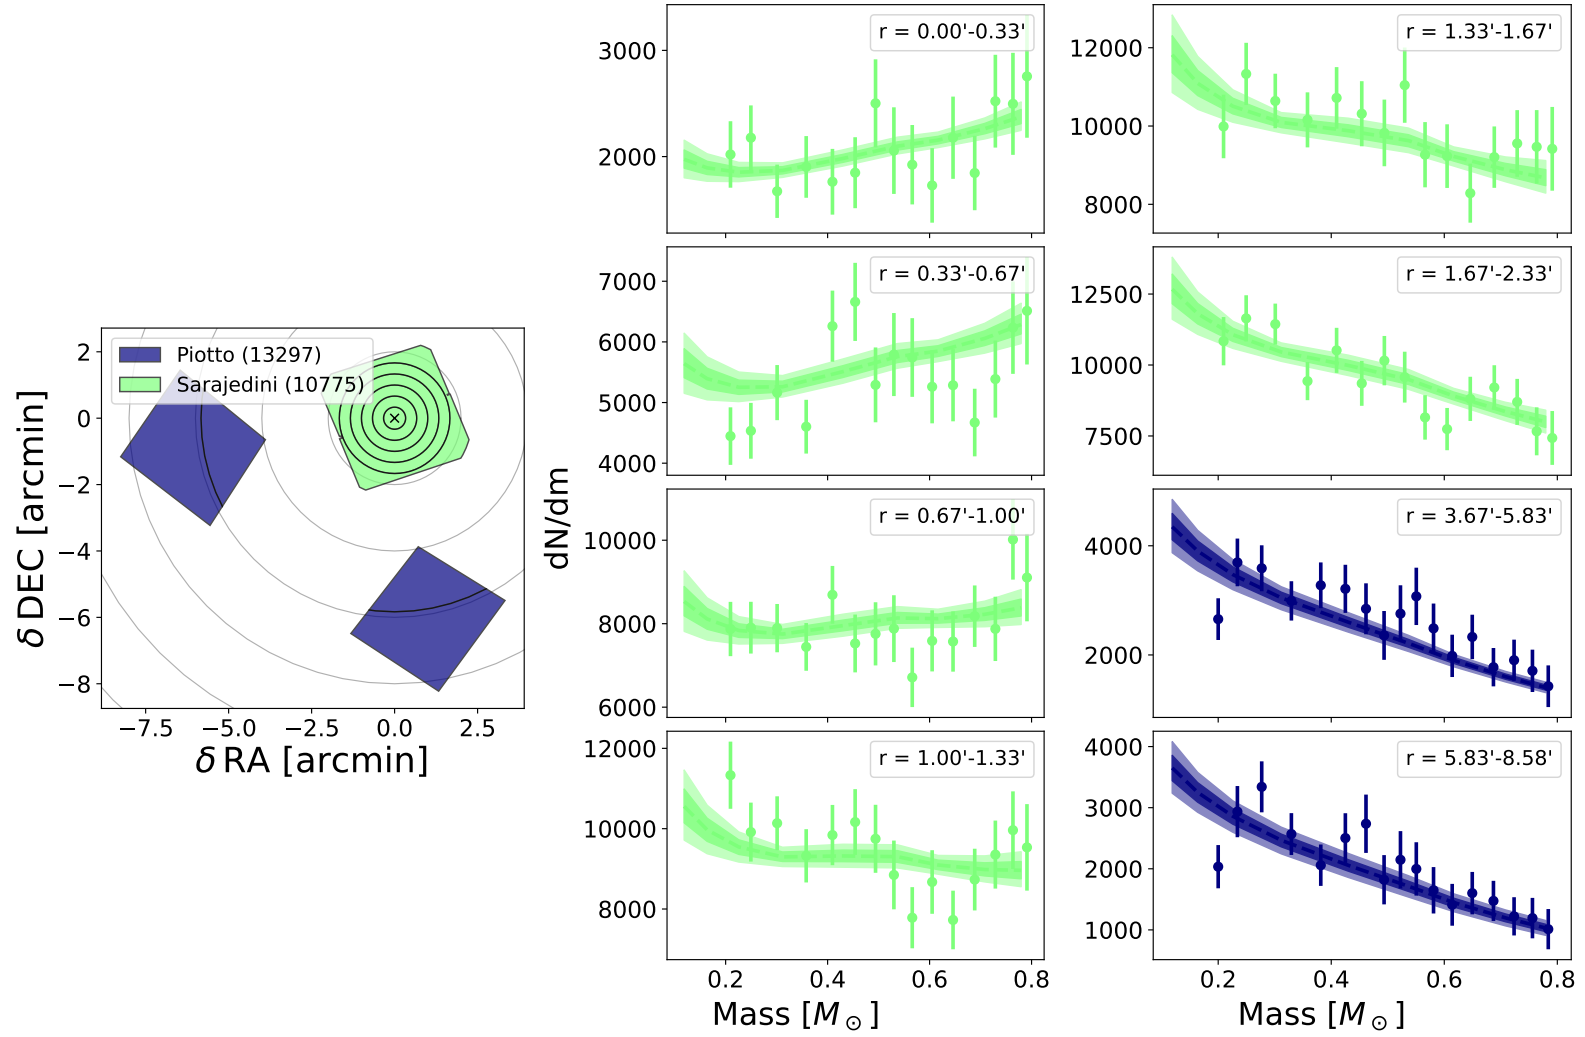 Piotto (13297)
Sarajedini (10775)
2
0
−2
−4
−6
−8
−7.5 −5.0 −2.5 0.0 2.5
δ RA [arcmin]
δ DEC [arcmin]
dN/dm
r = 0.00'-0.33'
3000
2000
r = 0.33'-0.67'
7000
6000
5000
4000
r = 0.67'-1.00'
10000
8000
6000
r = 1.00'-1.33'
12000
10000
8000
0.2 0.4 0.6 0.8
Mass [M⊙]
r = 1.33'-1.67'
12000
10000
8000
r = 1.67'-2.33'
12500
10000
7500
r = 3.67'-5.83'
4000
2000
r = 5.83'-8.58'
4000
3000
2000
1000
0.2 0.4 0.6 0.8
Mass [M⊙]